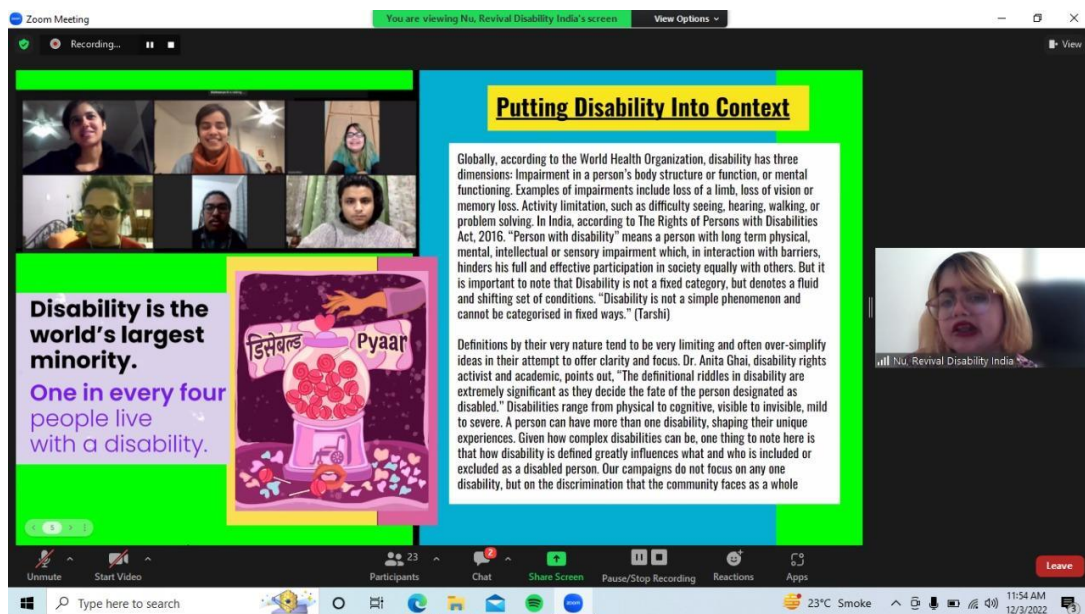 Zoom Meeting
You are viewing Nu, Revival Disability India's screen
View Options
Recording...
View
Putting Disability Into Context
Globally, according to the World Health Organization, disability has three
dimensions: Impairment in a person's body structure or function, or mental
functioning. Examples of impairments include loss of a limb, loss of vision or
memory loss. Activity limitation, such as difficulty seeing, hearing, walking, or
problem solving. In India, according to The Rights of Persons with Disabilities
Act, 2016. “Person with disability” means a person with long term physical,
mental, intellectual or sensory impairment which, in interaction with barriers,
hinders his full and effective participation in society equally with others. But it
is important to note that Disability is not a fixed category, but denotes a fluid
and shifting set of conditions. “Disability is not a simple phenomenon and
cannot be categorised in fixed ways.” (Tarshi)
Definitions by their very nature tend to be very limiting and often over-simplify
ideas in their attempt to offer clarity and focus. Dr. Anita Ghai, disability rights
activist and academic, points out, “The definitional riddles in disability are
extremely significant as they decide the fate of the person designated as
disabled.” Disabilities range from physical to cognitive, visible to invisible, mild
to severe. A person can have more than one disability, shaping their unique
experiences. Given how complex disabilities can be, one thing to note here is
that how disability is defined greatly influences what and who is included or
excluded as a disabled person. Our campaigns do not focus on any one
disability, but on the discrimination that the community faces as a whole
Disability is the
world's largest
minority.
One in every four
people live
with a disability.
डिसेबल्ड Pyaar
5
Nu, Revival Disability India
Unmute
Start Video
23
Participants
2
Chat
Share Screen
Pause/Stop Recording
Reactions
Apps
Leave
Type here to search
zoom
23°C Smoke
11:54 AM
12/3/2022